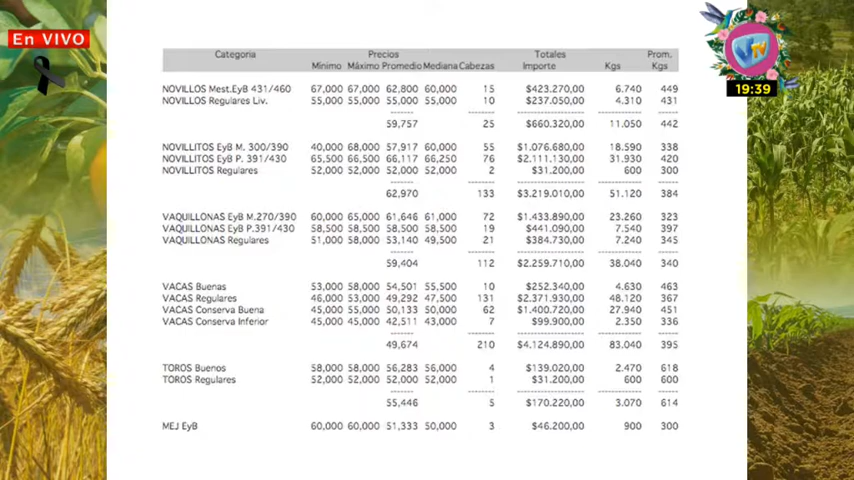 En VIVO
VTV
19:39
Categoria Precios Totales Prom.
Mínimo Máximo Promedio Mediana Cabezas Importe Kgs Kgs
NOVILLOS Mest.EyB 431/460 67,000 67,000 62,800 60,000 15 $423.270,00 6.740 449
NOVILLOS Regulares Liv. 55,000 55,000 55,000 55,000 10 $237.050,00 4.310 431
59,757 25 $660.320,00 11.050 442
NOVILLITOS EyB M. 300/390 40,000 68,000 57,917 60,000 55 $1.076.680,00 18.590 338
NOVILLITOS EyB P. 391/430 65,500 66,500 66,117 66,250 76 $2.111.130,00 31.930 420
NOVILLITOS Regulares 52,000 52,000 52,000 52,000 2 $31.200,00 600 300
62,970 133 $3.219.010,00 51.120 384
VAQUILLONAS EyB M.270/390 60,000 65,000 61,646 61,000 72 $1.433.890,00 23.260 323
VAQUILLONAS EyB P.391/430 58,500 58,500 58,500 58,500 19 $441.090,00 7.540 397
VAQUILLONAS Regulares 51,000 58,000 53,140 49,500 21 $384.730,00 7.240 345
59,404 112 $2.259.710,00 38.040 340
VACAS Buenas 53,000 58,000 54,501 55,500 10 $252.340,00 4.630 463
VACAS Regulares 46,000 53,000 49,292 47,500 131 $2.371.930,00 48.120 367
VACAS Conserva Buena 45,000 55,000 50,133 50,000 62 $1.400.720,00 27.940 451
VACAS Conserva Inferior 45,000 45,000 42,511 43,000 7 $99.900,00 2.350 336
49,674 210 $4.124.890,00 83.040 395
TOROS Buenos 58,000 58,000 56,283 56,000 4 $139.020,00 2.470 618
TOROS Regulares 52,000 52,000 52,000 52,000 1 $31.200,00 600 600
55,446 5 $170.220,00 3.070 614
MEJ EyB 60,000 60,000 51,333 50,000 3 $46.200,00 900 300